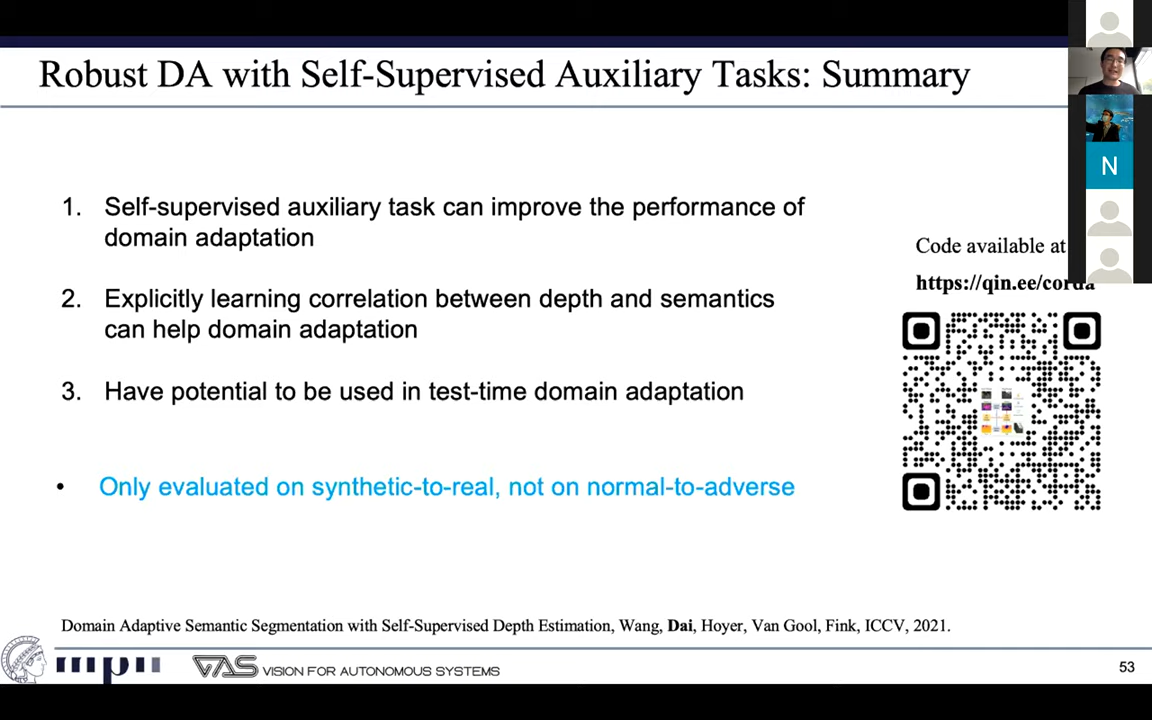 Robust DA with Self-Supervised Auxiliary Tasks: Summary
N
1. Self-supervised auxiliary task can improve the performance of
domain adaptation
Code available at
https://qin.ee/corda
2. Explicitly learning correlation between depth and semantics
can help domain adaptation
3. Have potential to be used in test-time domain adaptation
• Only evaluated on synthetic-to-real, not on normal-to-adverse
Domain Adaptive Semantic Segmentation with Self-Supervised Depth Estimation, Wang, Dai, Hoyer, Van Gool, Fink, ICCV, 2021.
mpii VAS VISION FOR AUTONOMOUS SYSTEMS
53